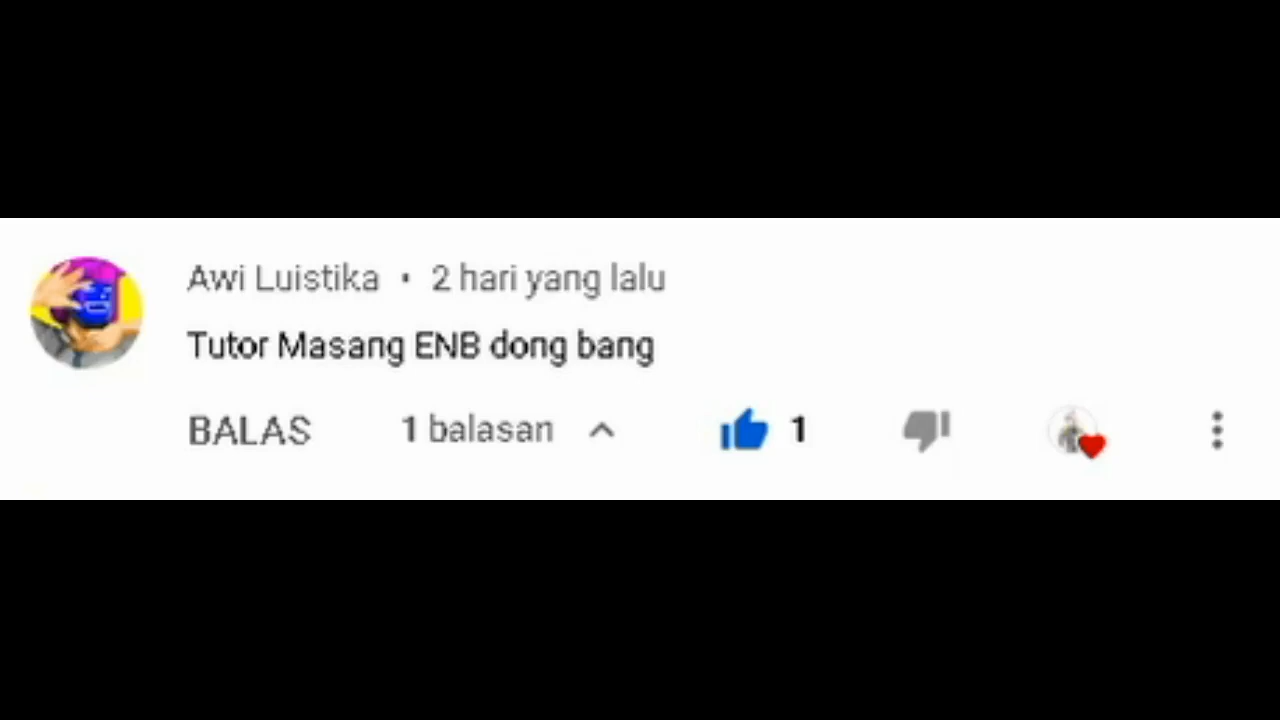 Awi Luistika • 2 hari yang lalu
Tutor Masang ENB dong bang
BALAS 1 balasan 1